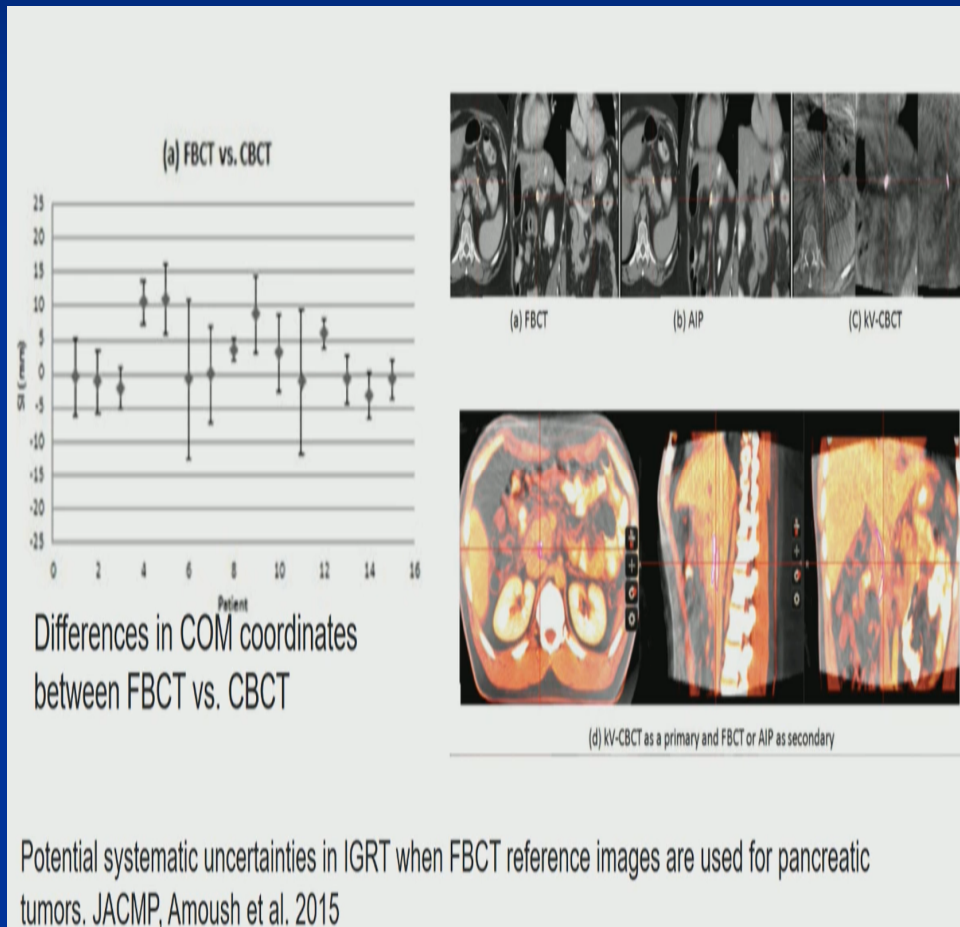 (a) FBCT vs. CBCT
25
20
15
10
5
0
-5
-10
-15
-20
-25
SI (mm)
0 2 4 6 8 10 12 14 16
Patient
Differences in COM coordinates
between FBCT vs. CBCT
(a) FBCT (b) AIP (C) kV-CBCT
(d) kV-CBCT as a primary and FBCT or AIP as secondary
Potential systematic uncertainties in IGRT when FBCT reference images are used for pancreatic
tumors. JACMP, Amoush et al. 2015